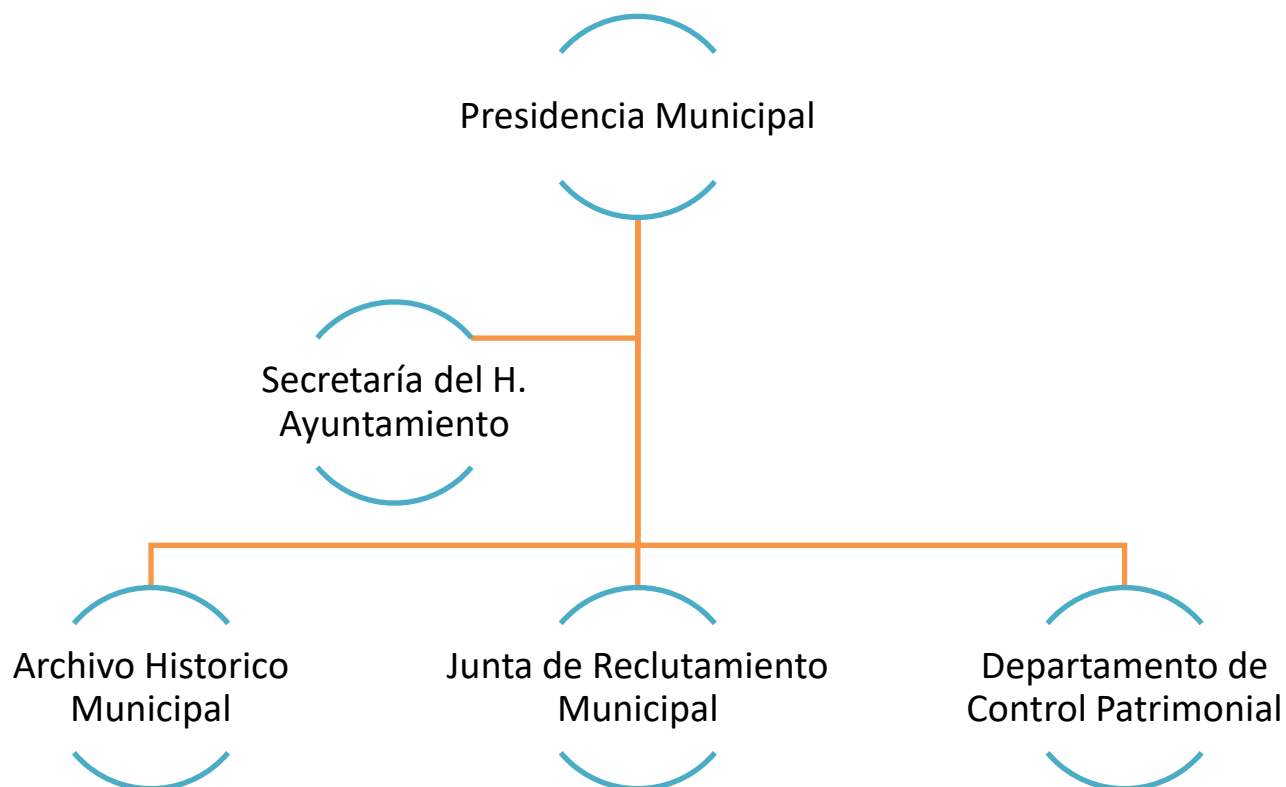 Presidencia Municipal
Secretaría del H.
Ayuntamiento
Archivo Historico
Municipal
Junta de Reclutamiento
Municipal
Departamento de
Control Patrimonial